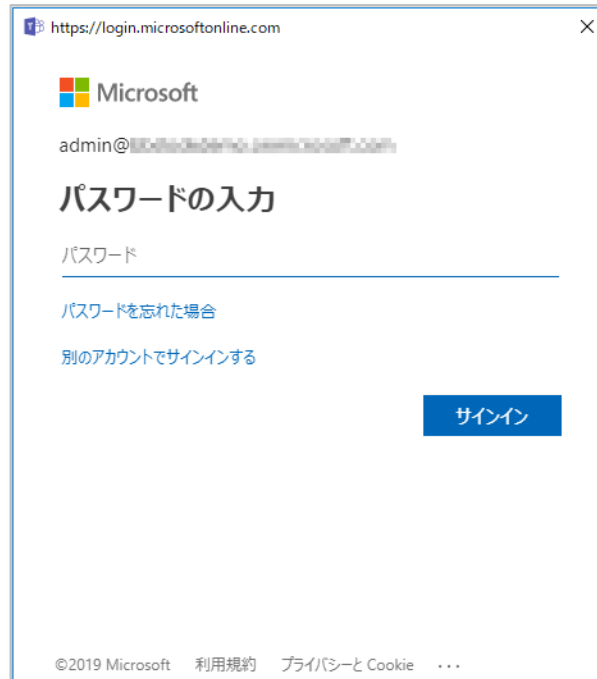 https://login.microsoftonline.com
Microsoft
admin@
パスワードの入力
パスワード
パスワードを忘れた場合
別のアカウントでサインインする
サインイン
©2019 Microsoft 利用規約 プライバシーと Cookie ...